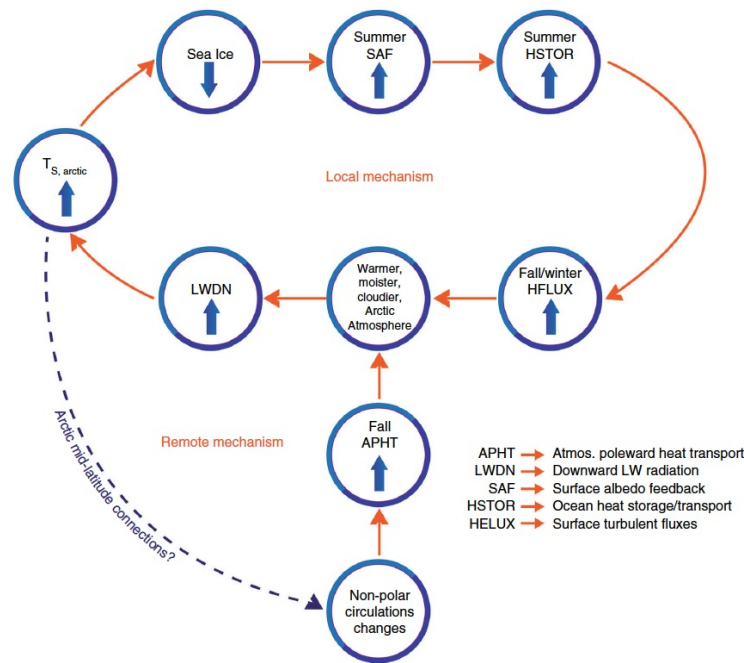 Sea Ice
Summer
SAF
Summer
HSTOR
T S, arctic
Local mechanism
LWDN
Warmer,
moister,
cloudier,
Arctic
Atmosphere
Fall/winter
HFLUX
Remote mechanism
Fall
APHT
Arctic mid-latitude connections?
Non-polar
circulations
changes
APHT Atmos. poleward heat transport
LWDN Downward LW radiation
SAF Surface albedo feedback
HSTOR Ocean heat storage/transport
HELUX Surface turbulent fluxes